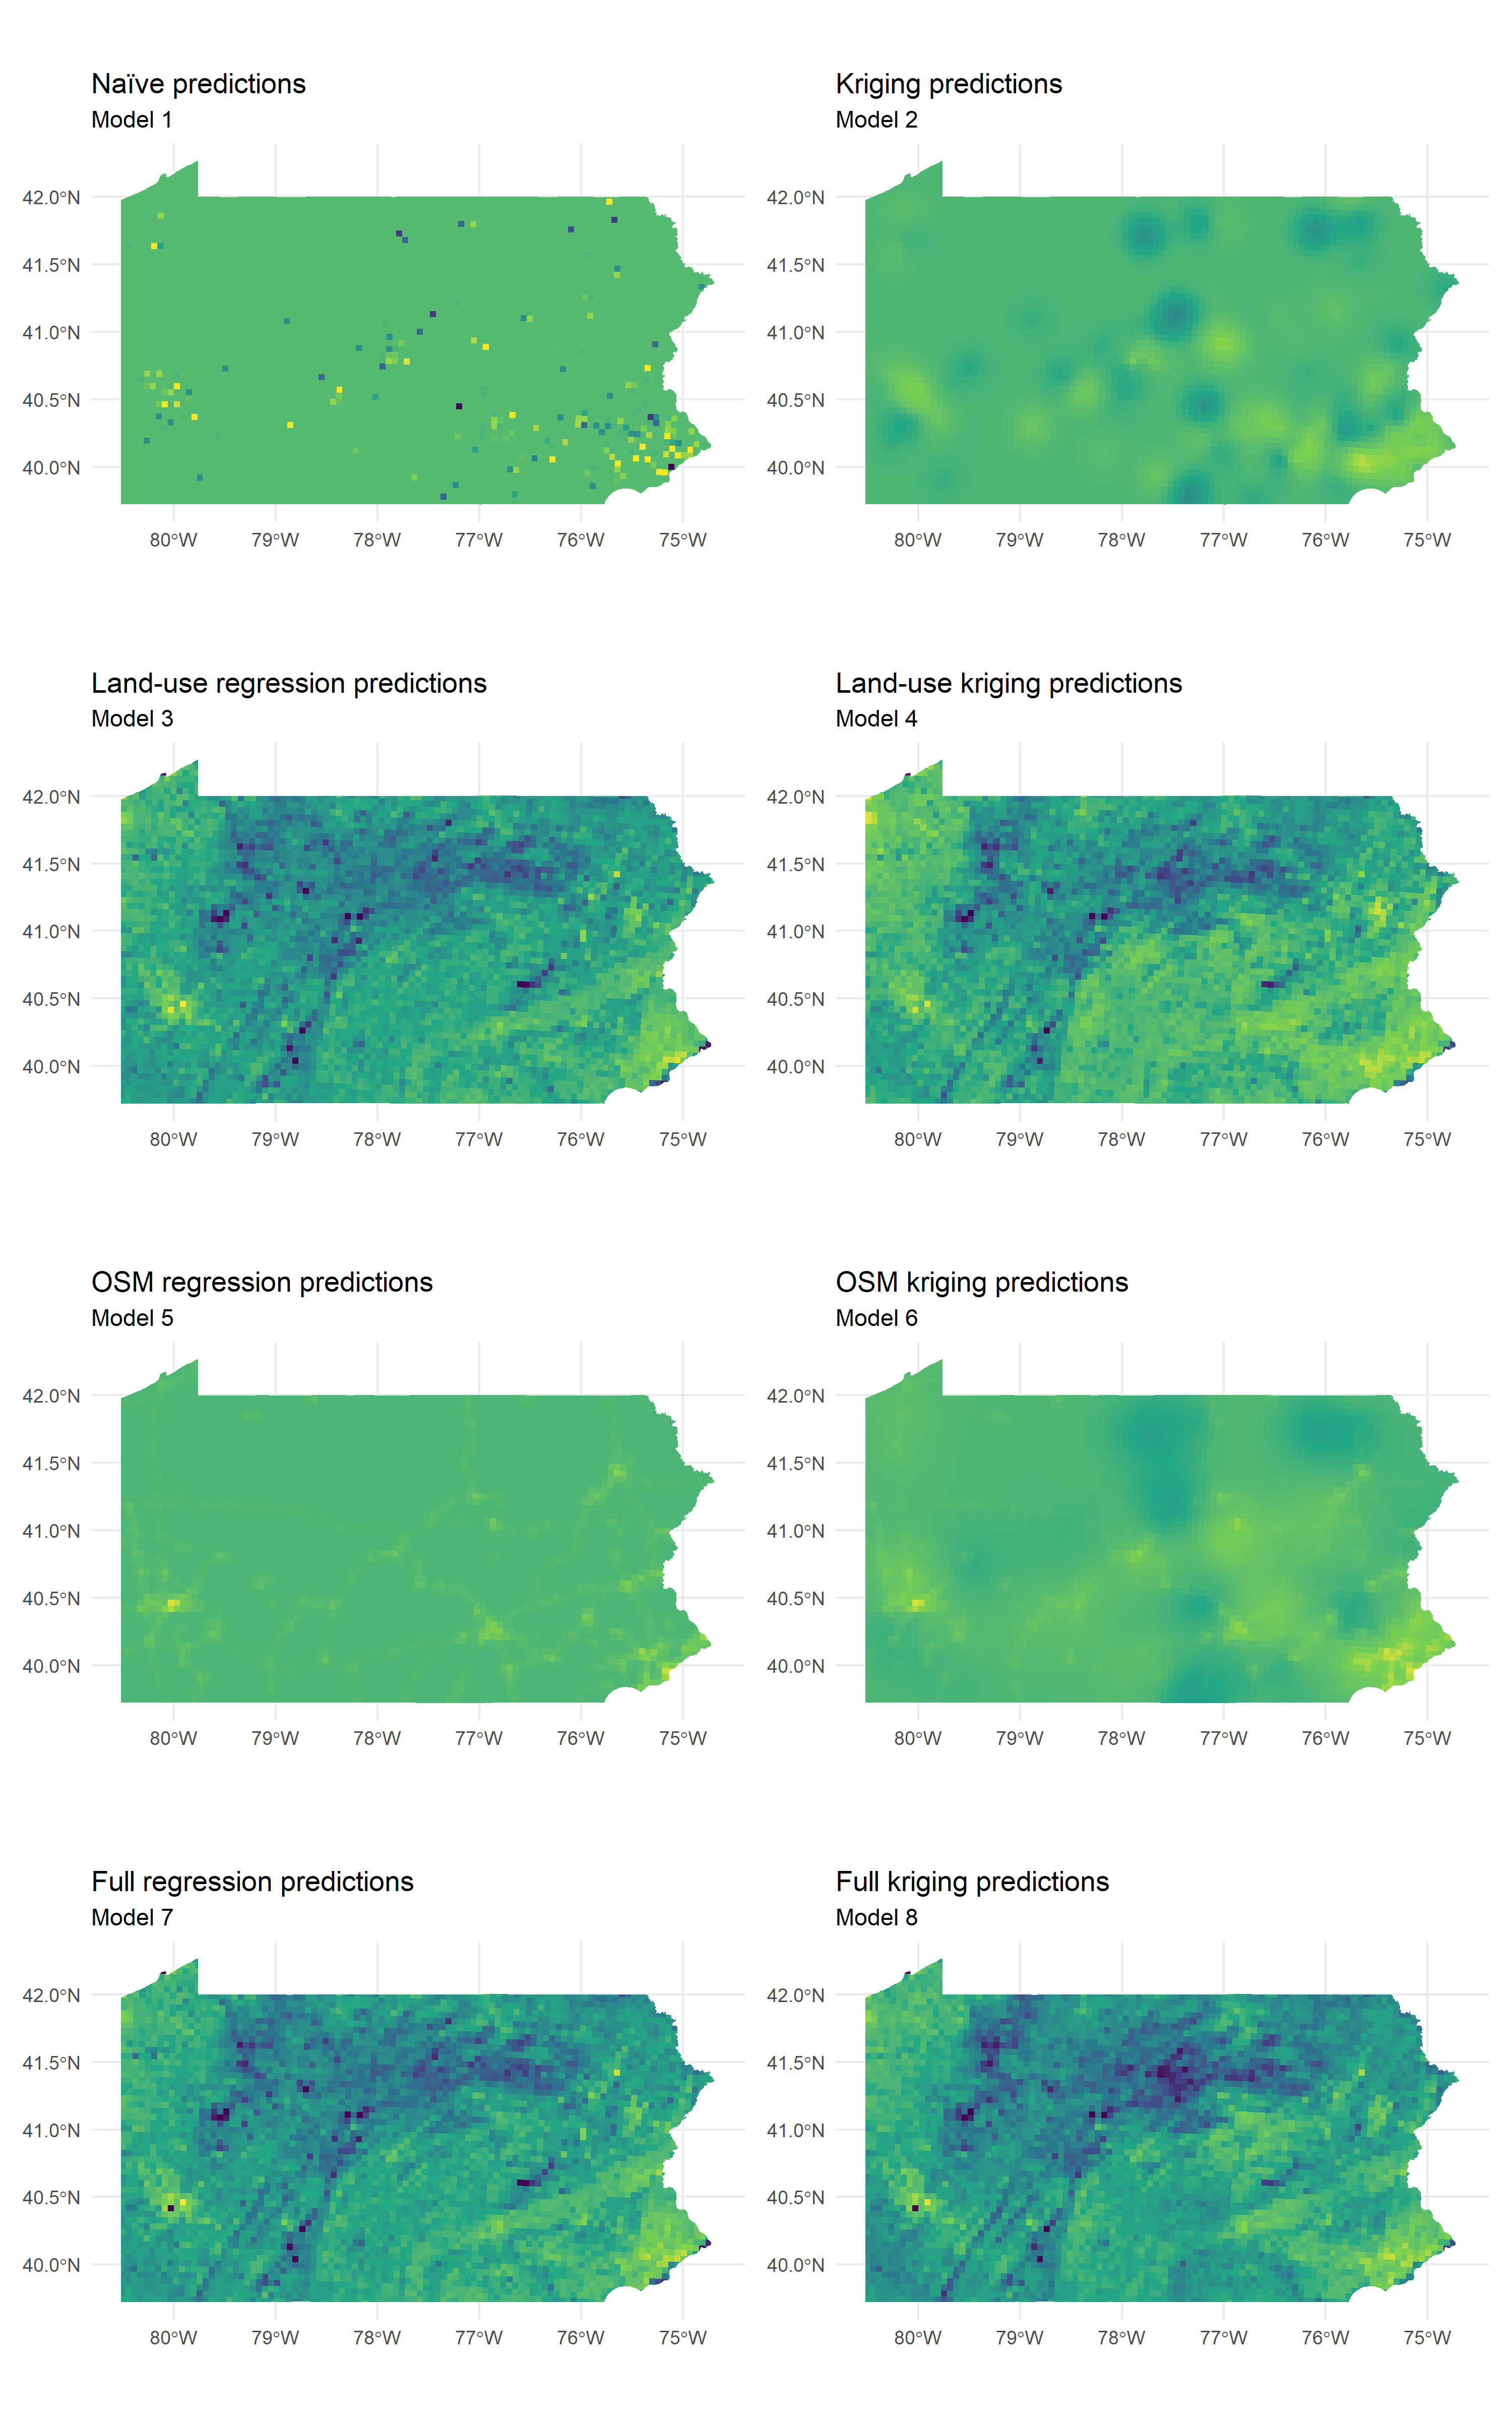 Naïve predictions
Model 1
42.0°N
41.5°N
41.0°N
40.5°N
40.0°N
80°W 79°W 78°W 77°W 76°W 75°W
Kriging predictions
Model 2
42.0°N
41.5°N
41.0°N
40.5°N
40.0°N
80°W 79°W 78°W 77°W 76°W 75°W
Land-use regression predictions
Model 3
42.0°N
41.5°N
41.0°N
40.5°N
40.0°N
80°W 79°W 78°W 77°W 76°W 75°W
Land-use kriging predictions
Model 4
42.0°N
41.5°N
41.0°N
40.5°N
40.0°N
80°W 79°W 78°W 77°W 76°W 75°W
OSM regression predictions
Model 5
42.0°N
41.5°N
41.0°N
40.5°N
40.0°N
80°W 79°W 78°W 77°W 76°W 75°W
OSM kriging predictions
Model 6
42.0°N
41.5°N
41.0°N
40.5°N
40.0°N
80°W 79°W 78°W 77°W 76°W 75°W
Full regression predictions
Model 7
42.0°N
41.5°N
41.0°N
40.5°N
40.0°N
80°W 79°W 78°W 77°W 76°W 75°W
Full kriging predictions
Model 8
42.0°N
41.5°N
41.0°N
40.5°N
40.0°N
80°W 79°W 78°W 77°W 76°W 75°W